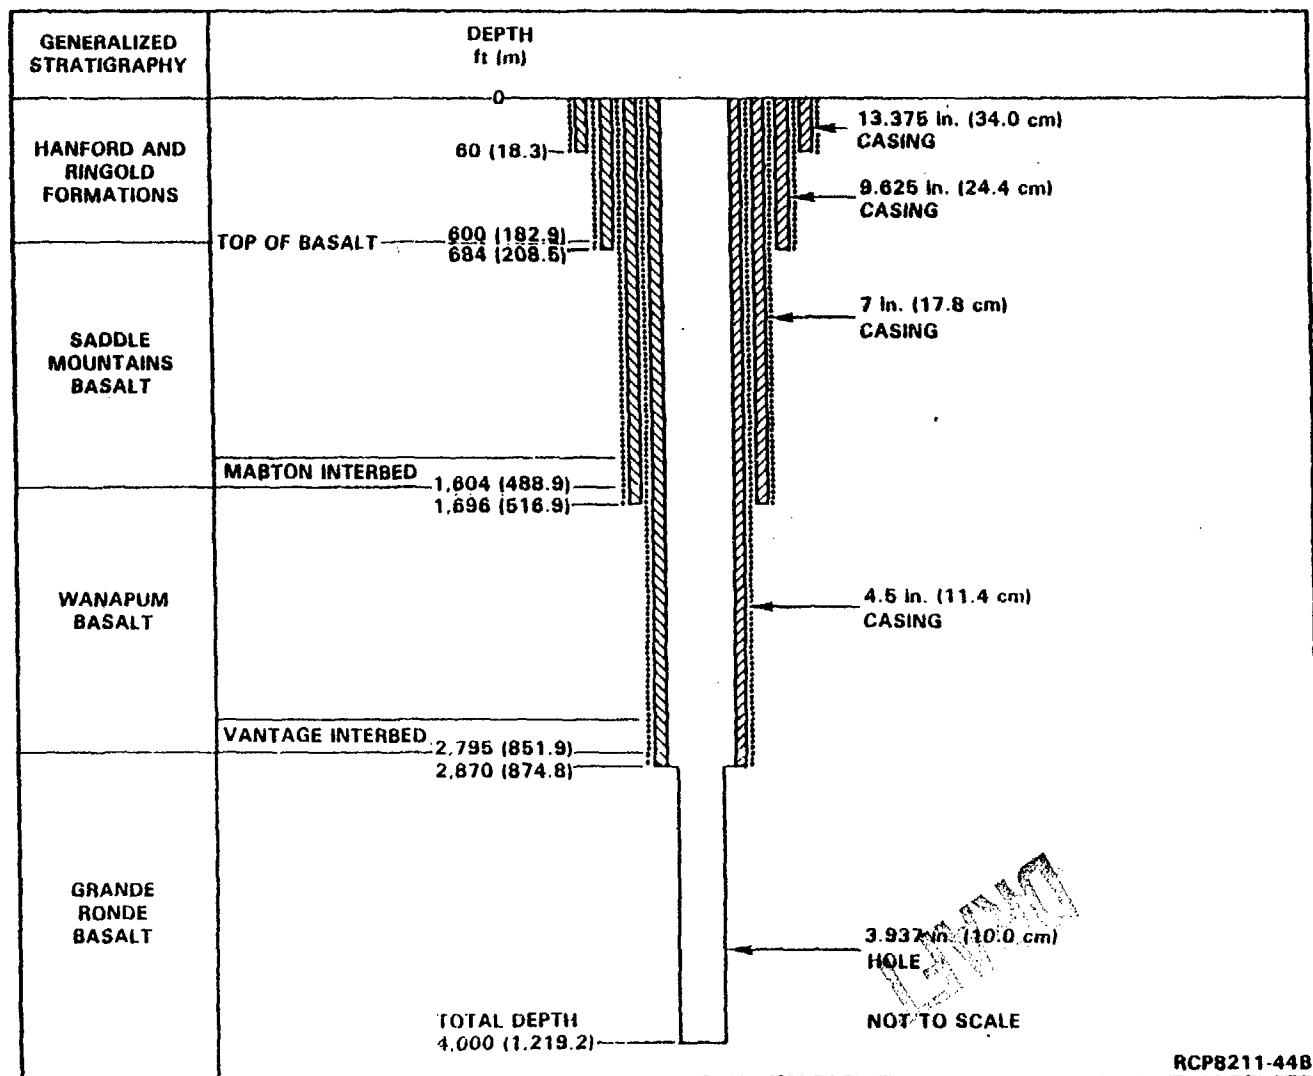 GENERALIZED
STRATIGRAPHY
DEPTH
ft (m)
0
HANFORD AND
RINGOLD
FORMATIONS
60 (18.3)
13.375 in. (34.0 cm)
CASING
9.625 in. (24.4 cm)
CASING
TOP OF BASALT
600 (182.9)
684 (208.5)
7 in. (17.8 cm)
CASING
SADDLE
MOUNTAINS
BASALT
MABTON INTERBED
1,604 (488.9)
1,696 (516.9)
WANAPUM
BASALT
4.5 in. (11.4 cm)
CASING
VANTAGE INTERBED
2,795 (851.9)
2,870 (874.8)
GRANDE
RONDE
BASALT
3.937 in. (10.0 cm)
HOLE
DRAFT
TOTAL DEPTH
4,000 (1.219.2)
NOT TO SCALE
RCP8211-44B